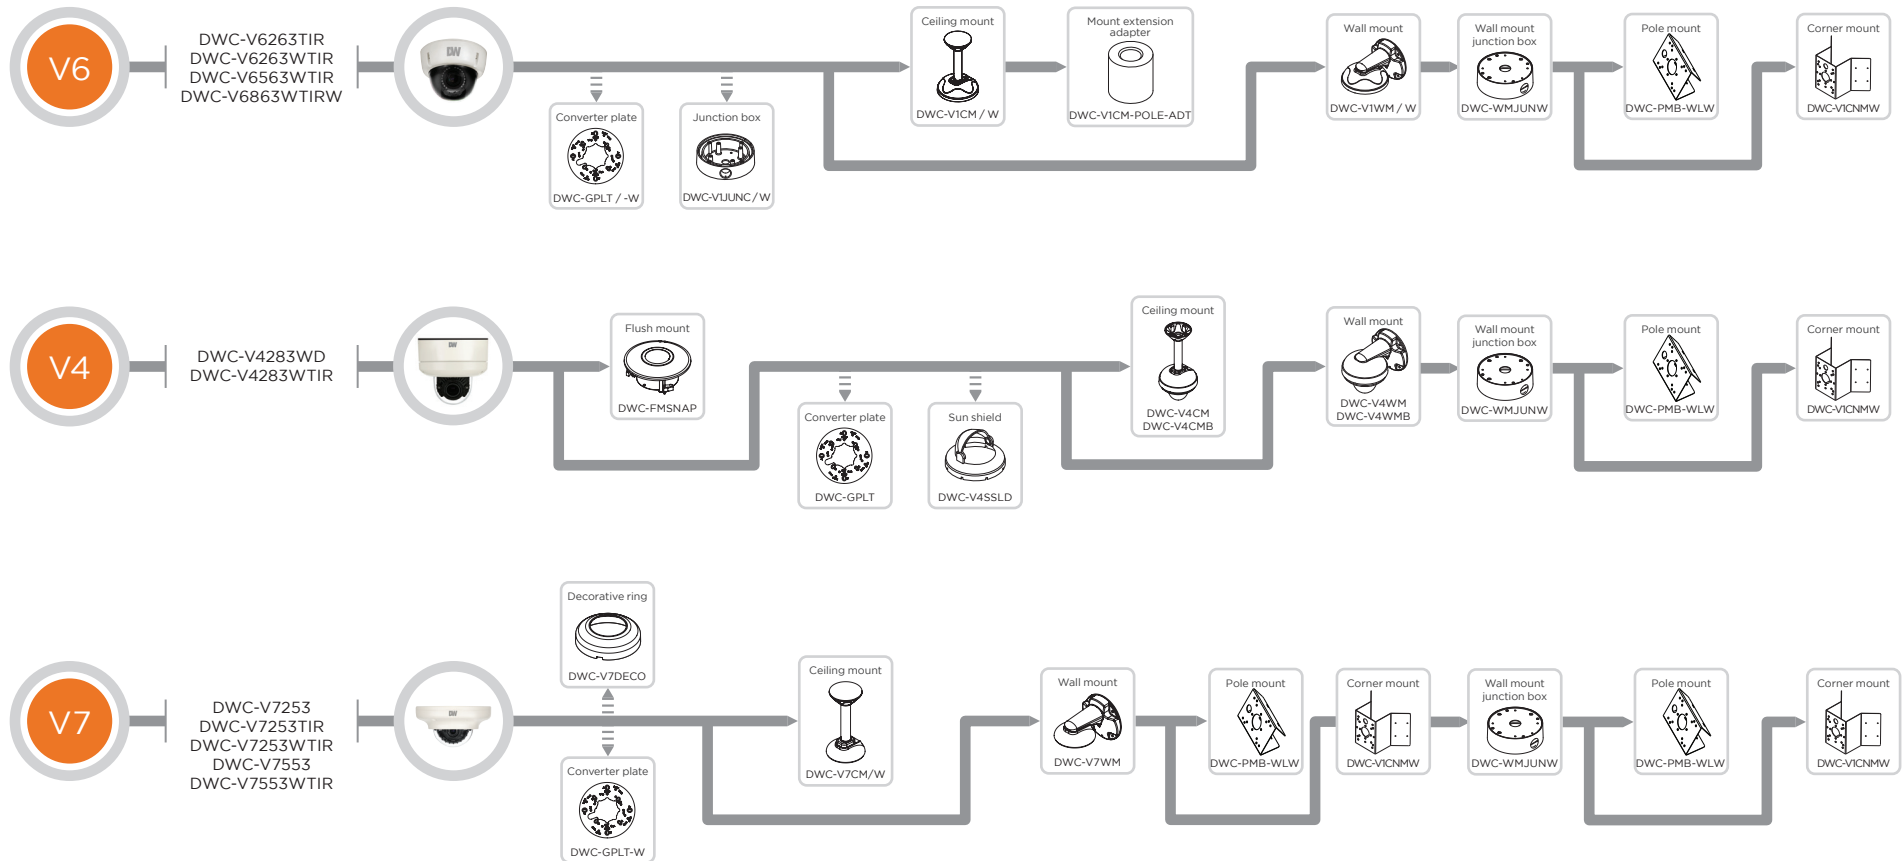 V6
DWC-V6263TIR
DWC-V6263WTIR
DWC-V6563TIR
DWC-V6863WTIRW
DW
Converter plate
DWC-GPLT / -W
Junction box
DWC-V1JUNC/W
Ceiling mount
DWC-V1CM / W
Mount extension
adapter
DWC-V1CM-POLE-ADT
Wall mount
DWC-V1WM / W
Wall mount
junction box
DWC-WMJUNW
Pole mount
DWC-PMB-WLW
Corner mount
DWC-V1CNMW
V4
DWC-V4283WD
DWC-V4283WTIR
DW
Flush mount
DWC-FMSNAP
Converter plate
DWC-GPLT
Sun shield
DWC-V4SSLD
Ceiling mount
DWC-V4CM
DWC-V4CMB
Wall mount
DWC-V4WM
DWC-V4WMB
Wall mount
junction box
DWC-WMJUNW
Pole mount
DWC-PMB-WLW
Corner mount
DWC-V1CNMW
V7
DWC-V7253
DWC-V7253TIR
DWC-V7253WTIR
DWC-V7553
DWC-V7553WTIR
DW
Decorative ring
DWC-V7DECO
Converter plate
DWC-GPLT-W
Ceiling mount
DWC-V7CM/W
Wall mount
DWC-V7WM
Pole mount
DWC-PMB-WLW
Corner mount
DWC-V1CNMW
Wall mount
junction box
DWC-WMJUNW
Pole mount
DWC-PMB-WLW
Corner mount
DWC-V1CNMW